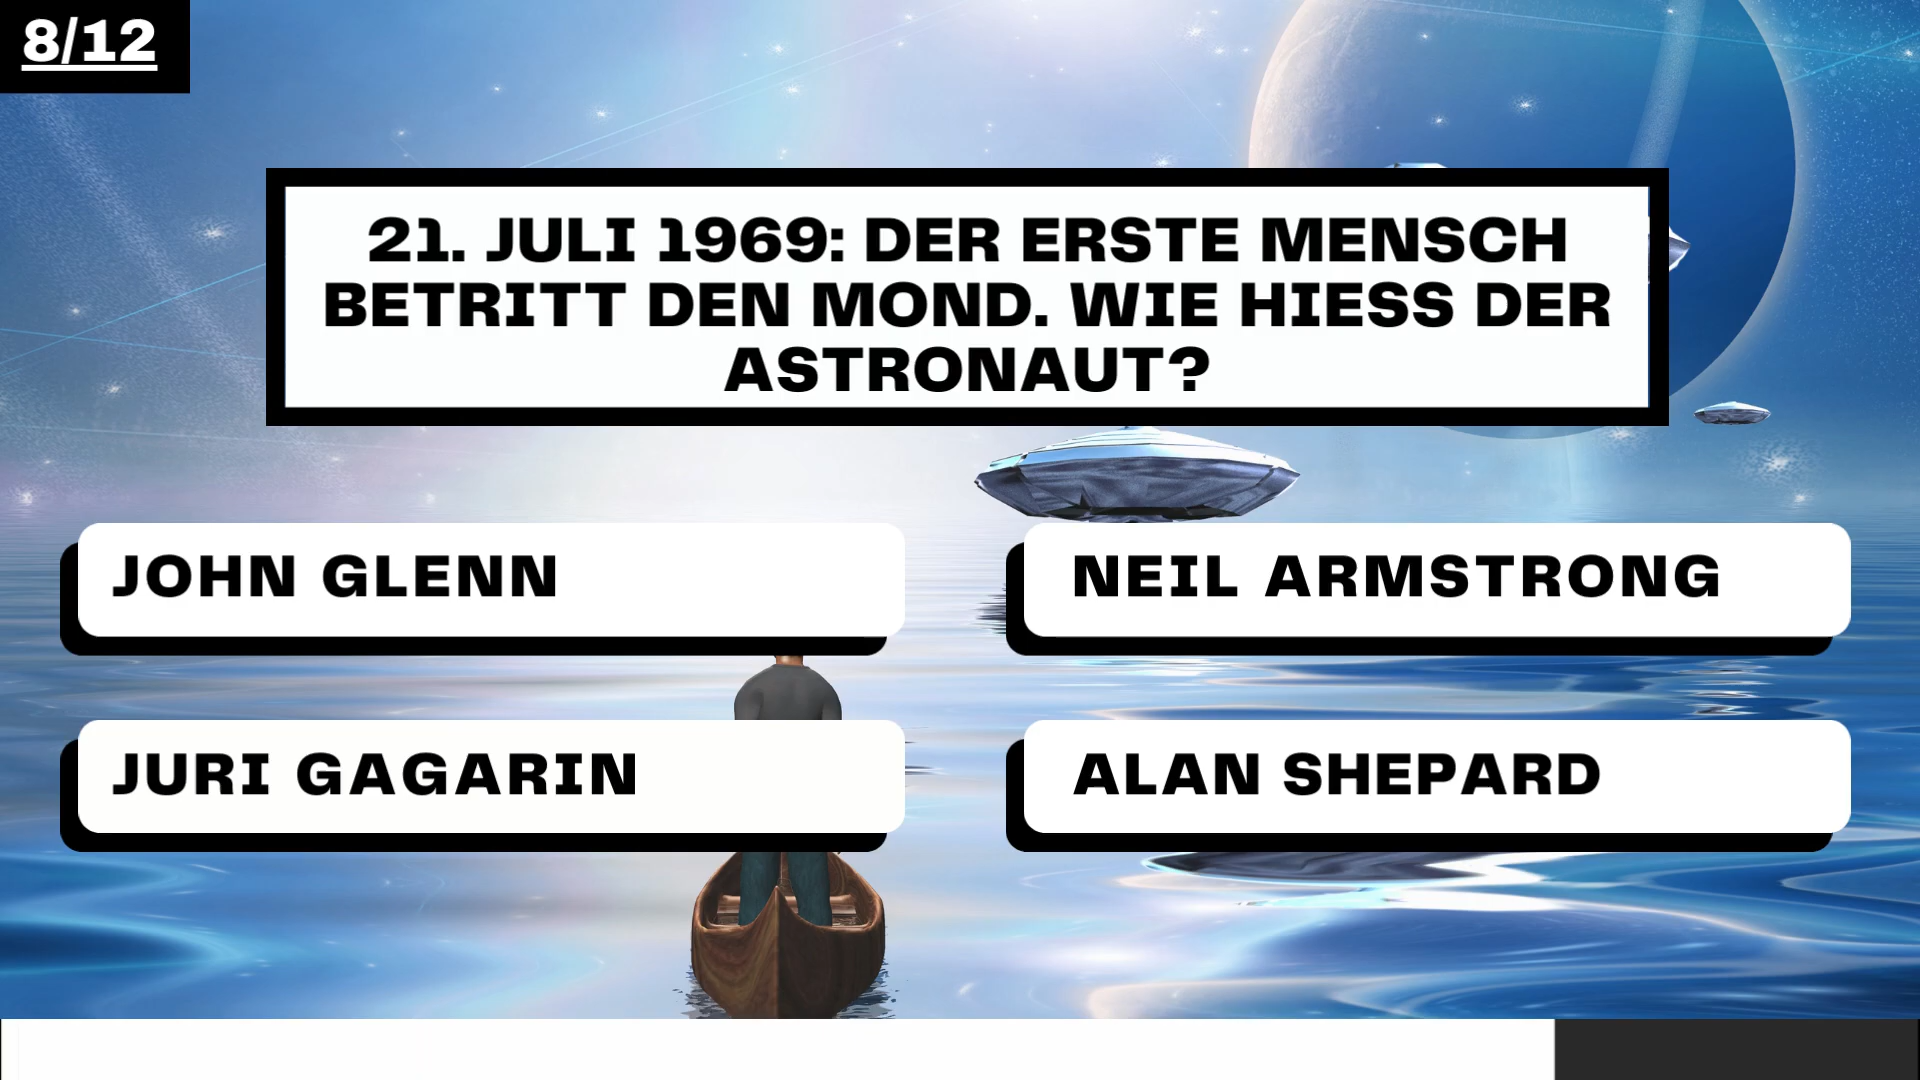 8/12
21. JULI 1969: DER ERSTE MENSCH
BETRITT DEN MOND. WIE HIESS DER
ASTRONAUT?
JOHN GLENN
NEIL ARMSTRONG
JURI GAGARIN
ALAN SHEPARD